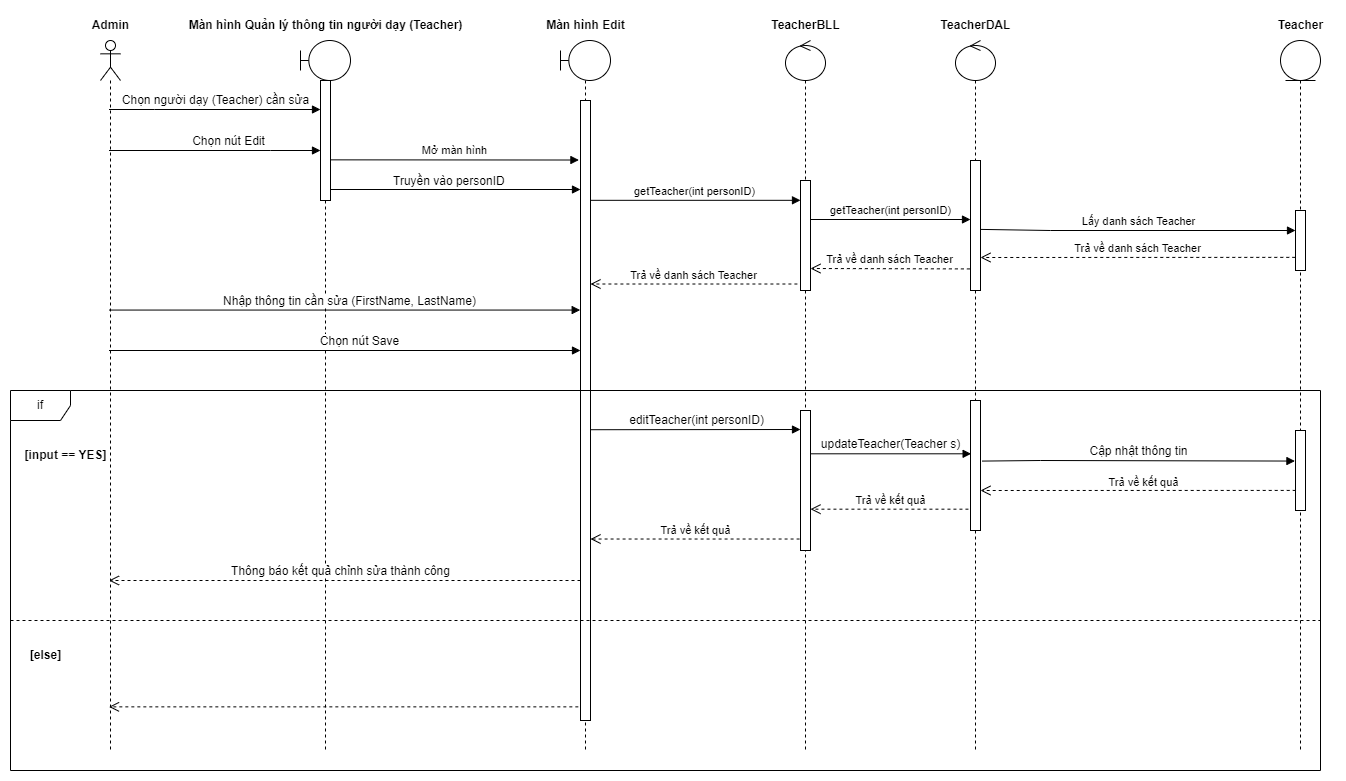 Admin
Màn hình Quản lý thông tin người dạy (Teacher)
Màn hình Edit
TeacherBLL
TeacherDAL
Teacher
Chọn người dạy (Teacher) cần sửa
Chọn nút Edit
Mở màn hình
Truyền vào personID
getTeacher(int personID)
getTeacher(int personID)
Lấy danh sách Teacher
Trả về danh sách Teacher
Trả về danh sách Teacher
Trả về danh sách Teacher
Nhập thông tin cần sửa (FirstName, LastName)
Chọn nút Save
if
editTeacher(int personID)
updateTeacher(Teacher s)
[input == YES]
Cập nhật thông tin
Trả về kết quả
Trả về kết quả
Trả về kết quả
Thông báo kết quả chỉnh sửa thành công
[else]